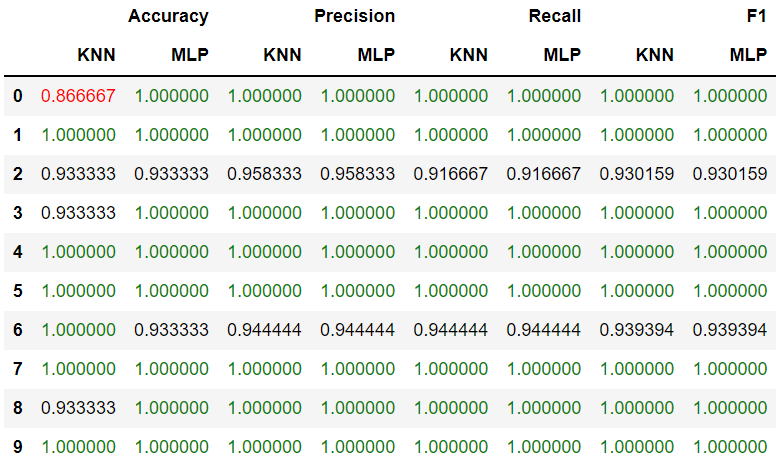 Accuracy Precision Recall F1
KNN MLP KNN MLP KNN MLP KNN MLP
0 0.866667 1.000000 1.000000 1.000000 1.000000 1.000000 1.000000 1.000000
1 1.000000 1.000000 1.000000 1.000000 1.000000 1.000000 1.000000 1.000000
2 0.933333 0.933333 0.958333 0.958333 0.916667 0.916667 0.930159 0.930159
3 0.933333 1.000000 1.000000 1.000000 1.000000 1.000000 1.000000 1.000000
4 1.000000 1.000000 1.000000 1.000000 1.000000 1.000000 1.000000 1.000000
5 1.000000 1.000000 1.000000 1.000000 1.000000 1.000000 1.000000 1.000000
6 1.000000 0.933333 0.944444 0.944444 0.944444 0.944444 0.939394 0.939394
7 1.000000 1.000000 1.000000 1.000000 1.000000 1.000000 1.000000 1.000000
8 0.933333 1.000000 1.000000 1.000000 1.000000 1.000000 1.000000 1.000000
9 1.000000 1.000000 1.000000 1.000000 1.000000 1.000000 1.000000 1.000000